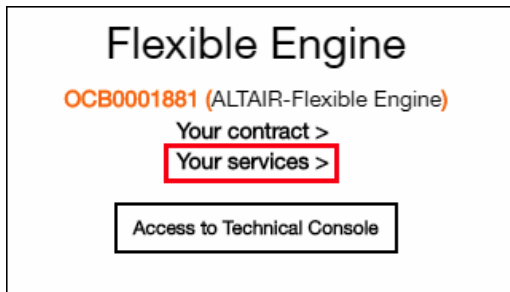 Flexible Engine
OCB0001881 (ALTAIR-Flexible Engine)
Your contract >
Your services >
Access to Technical Console